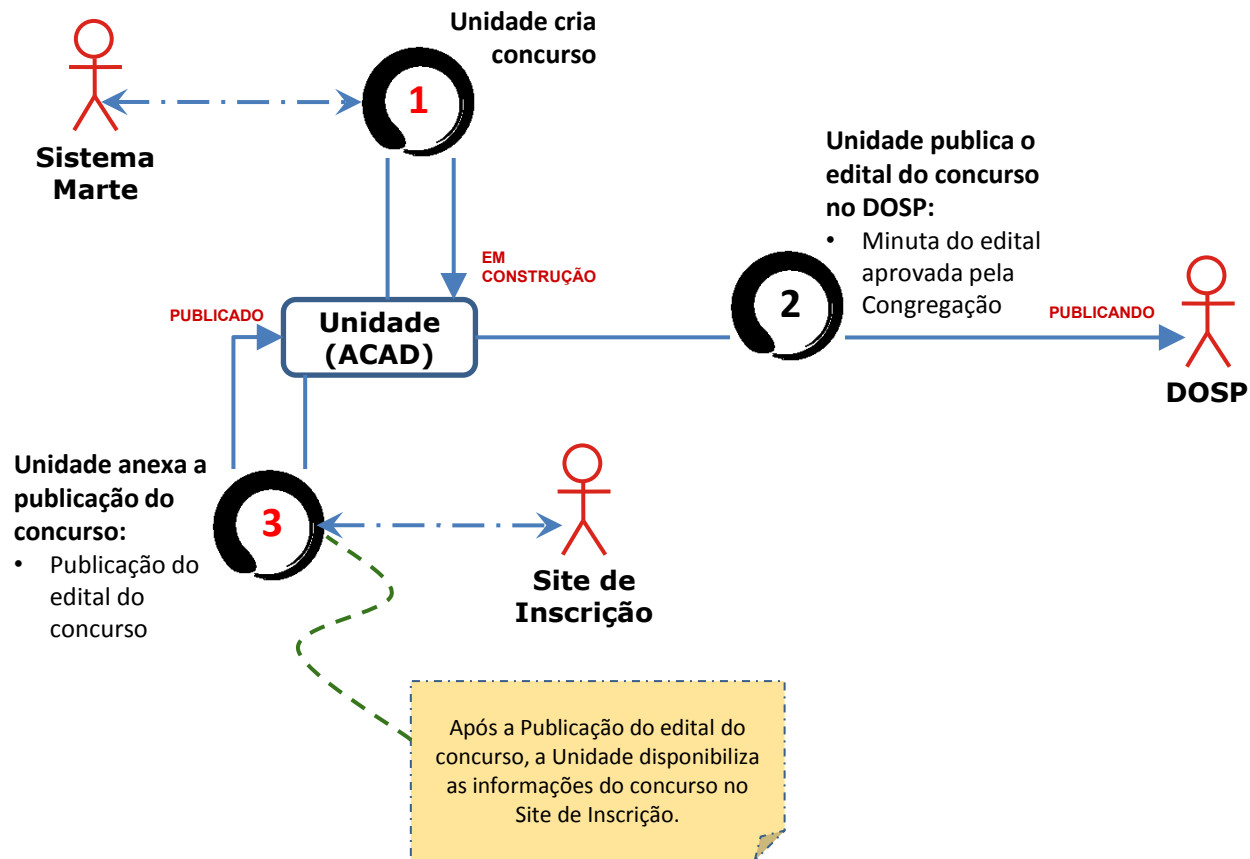 Unidade cria
concurso
1
Sistema
Marte
Unidade publica o
edital do concurso
no DOSP:
• Minuta do edital
aprovada pela
Congregação
2
EM
CONSTRUÇÃO
PUBLICADO
Unidade
(ACAD)
PUBLICANDO
DOSP
Unidade anexa a
publicação do
concurso:
• Publicação do
edital do
concurso
3
Site de
Inscrição
Após a Publicação do edital do
concurso, a Unidade disponibiliza
as informações do concurso no
Site de Inscrição.